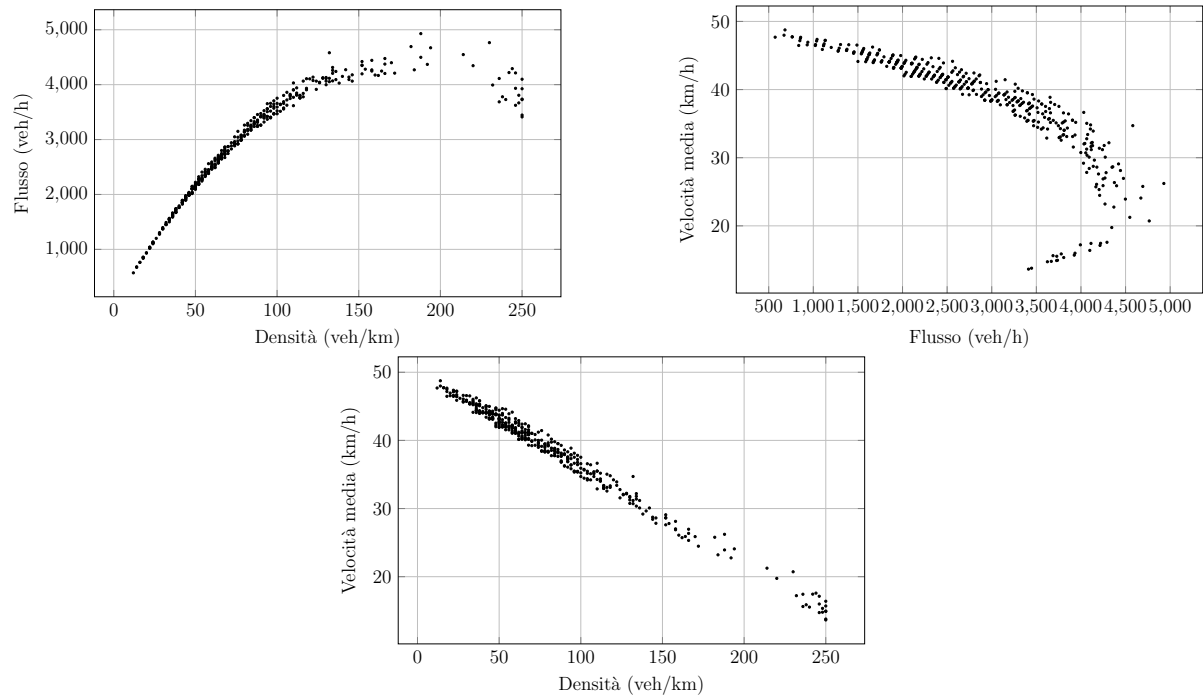 5,000
4,000
3,000
2,000
1,000
Flusso (veh/h)
0 50 100 150 200 250
Densità (veh/km)
50
40
30
20
Velocità media (km/h)
500 1,000 1,500 2,000 2,500 3,000 3,500 4,000 4,500 5,000
Flusso (veh/h)
50
40
30
20
Velocità media (km/h)
0 50 100 150 200 250
Densità (veh/km)